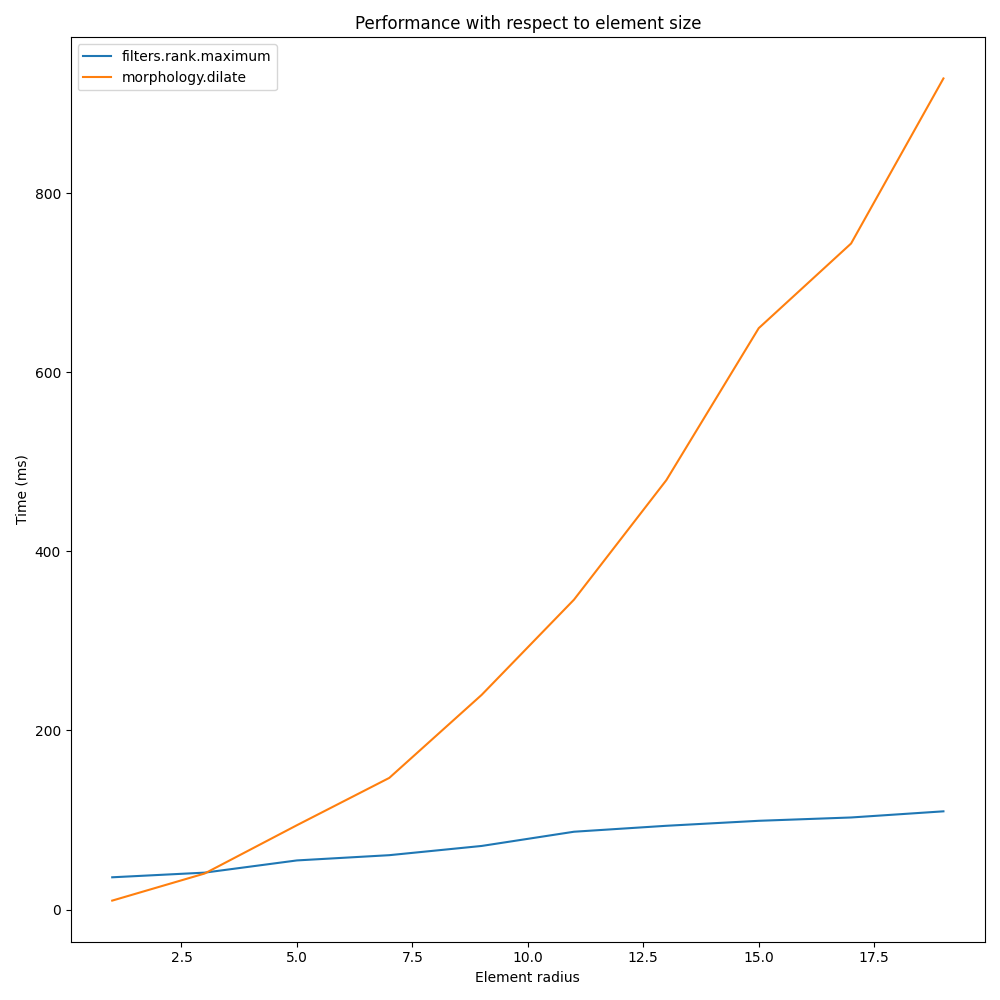 Performance with respect to element size
filters.rank.maximum
morphology.dilate
800
600
400
200
0
Time (ms)
2.5
5.0
7.5
10.0
12.5
15.0
17.5
Element radius